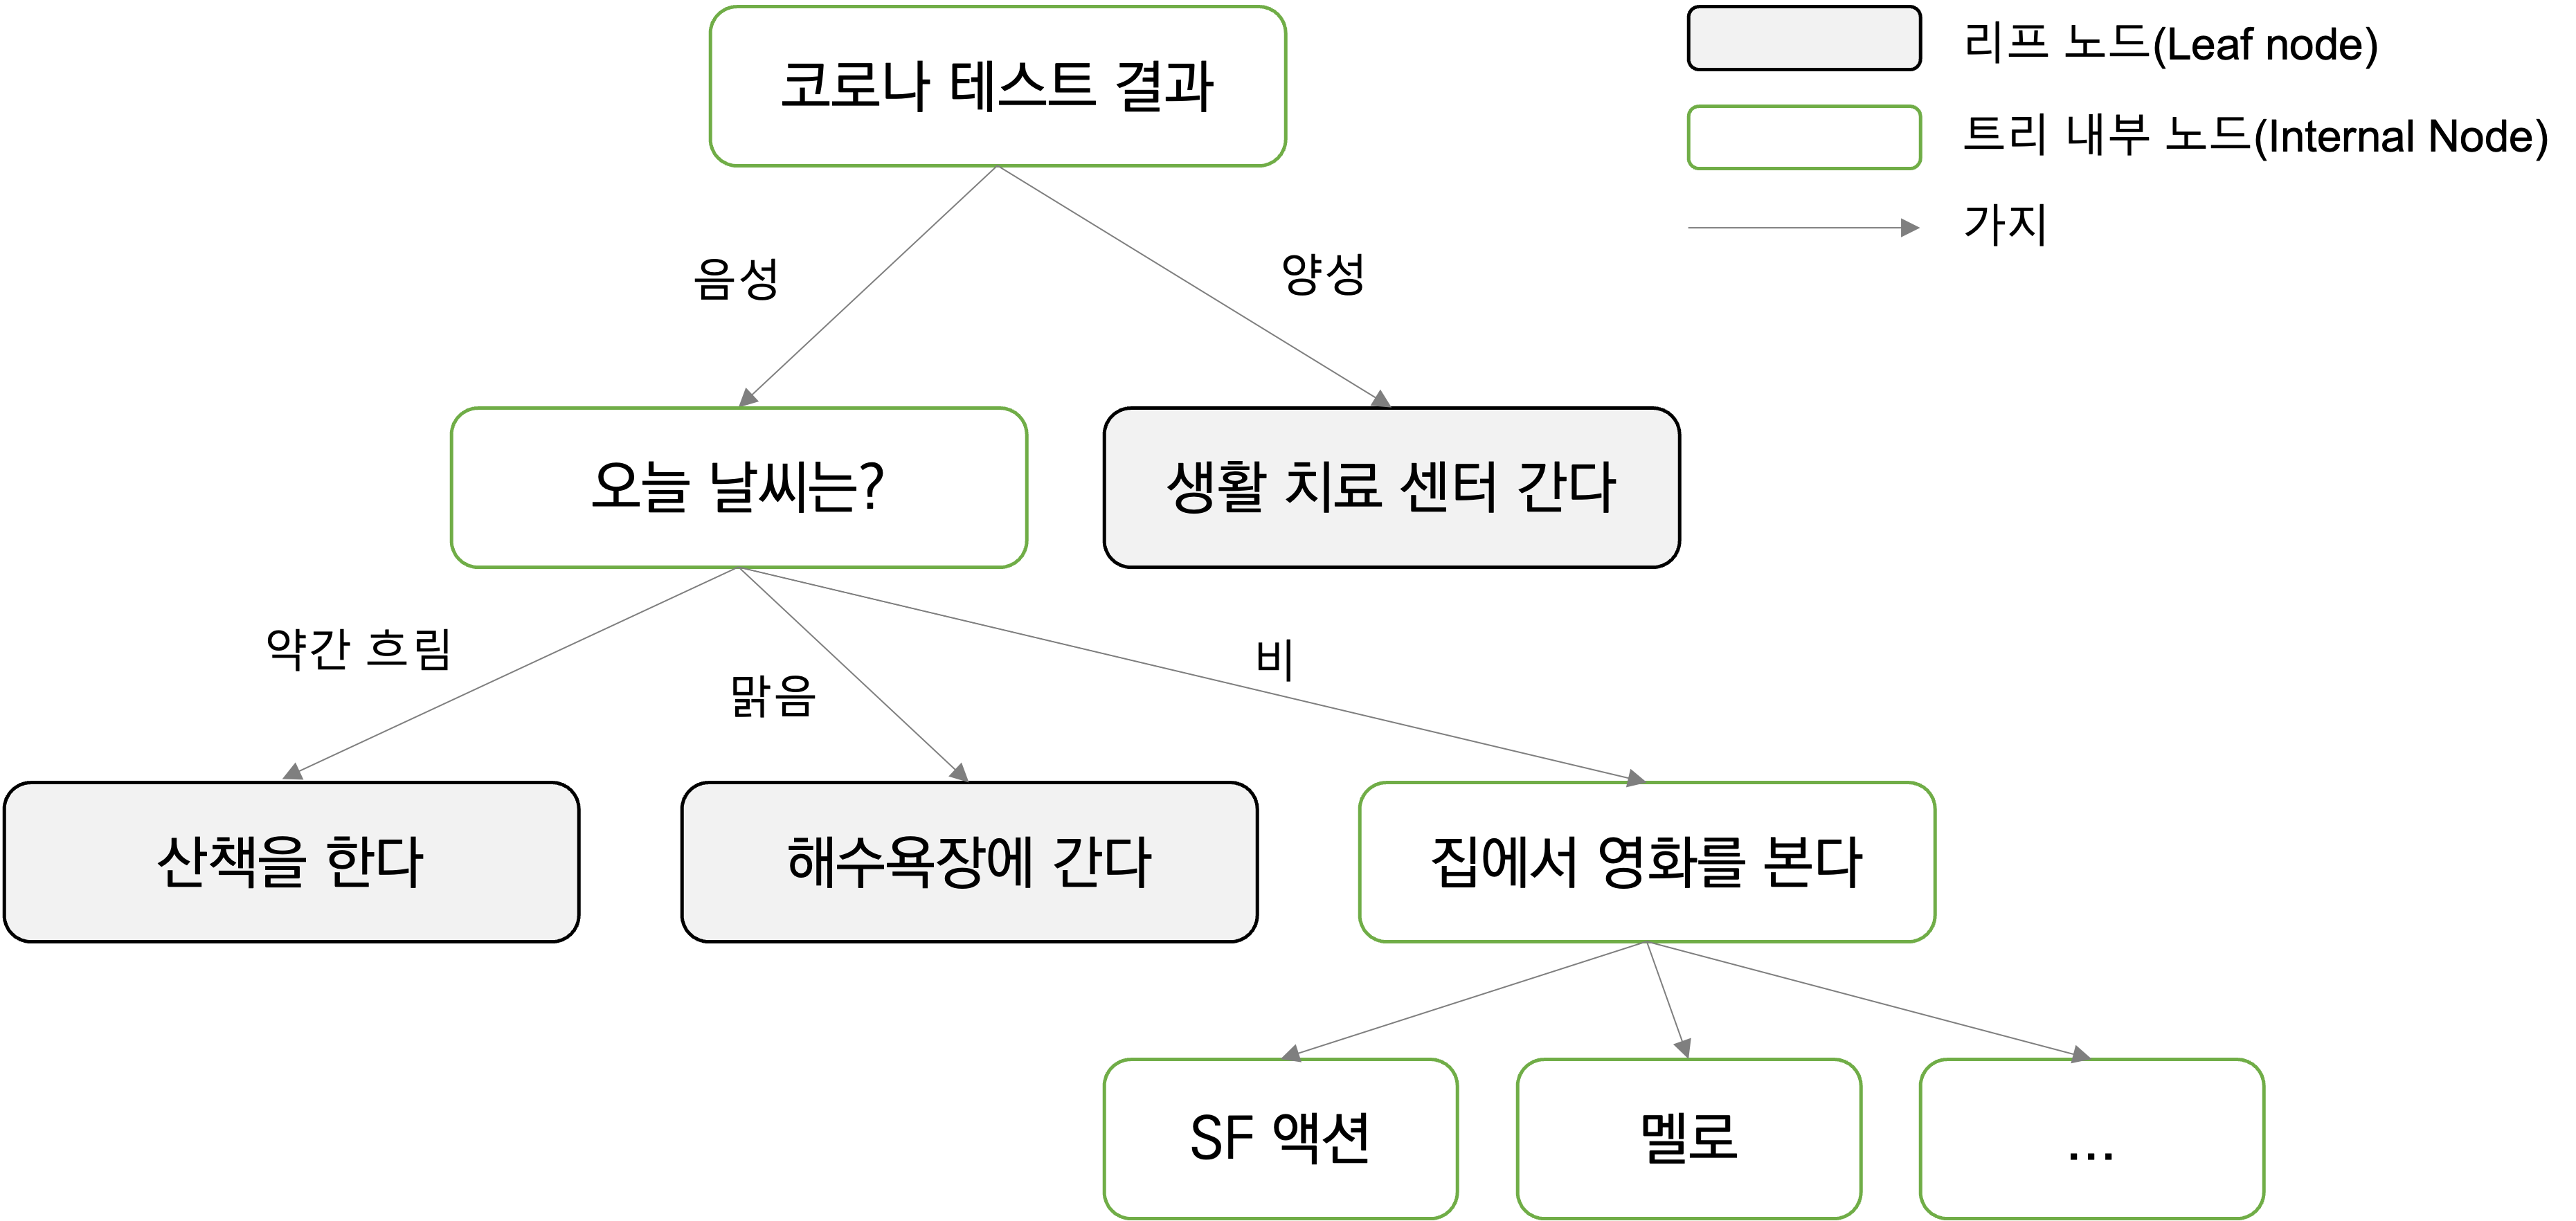 코로나 테스트 결과
리프 노드(Leaf node)
트리 내부 노드(Internal Node)
가지
음성
양성
오늘 날씨는?
생활 치료 센터 간다
약간 흐림
맑음
비
산책을 한다
해수욕장에 간다
집에서 영화를 본다
SF 액션
멜로
...